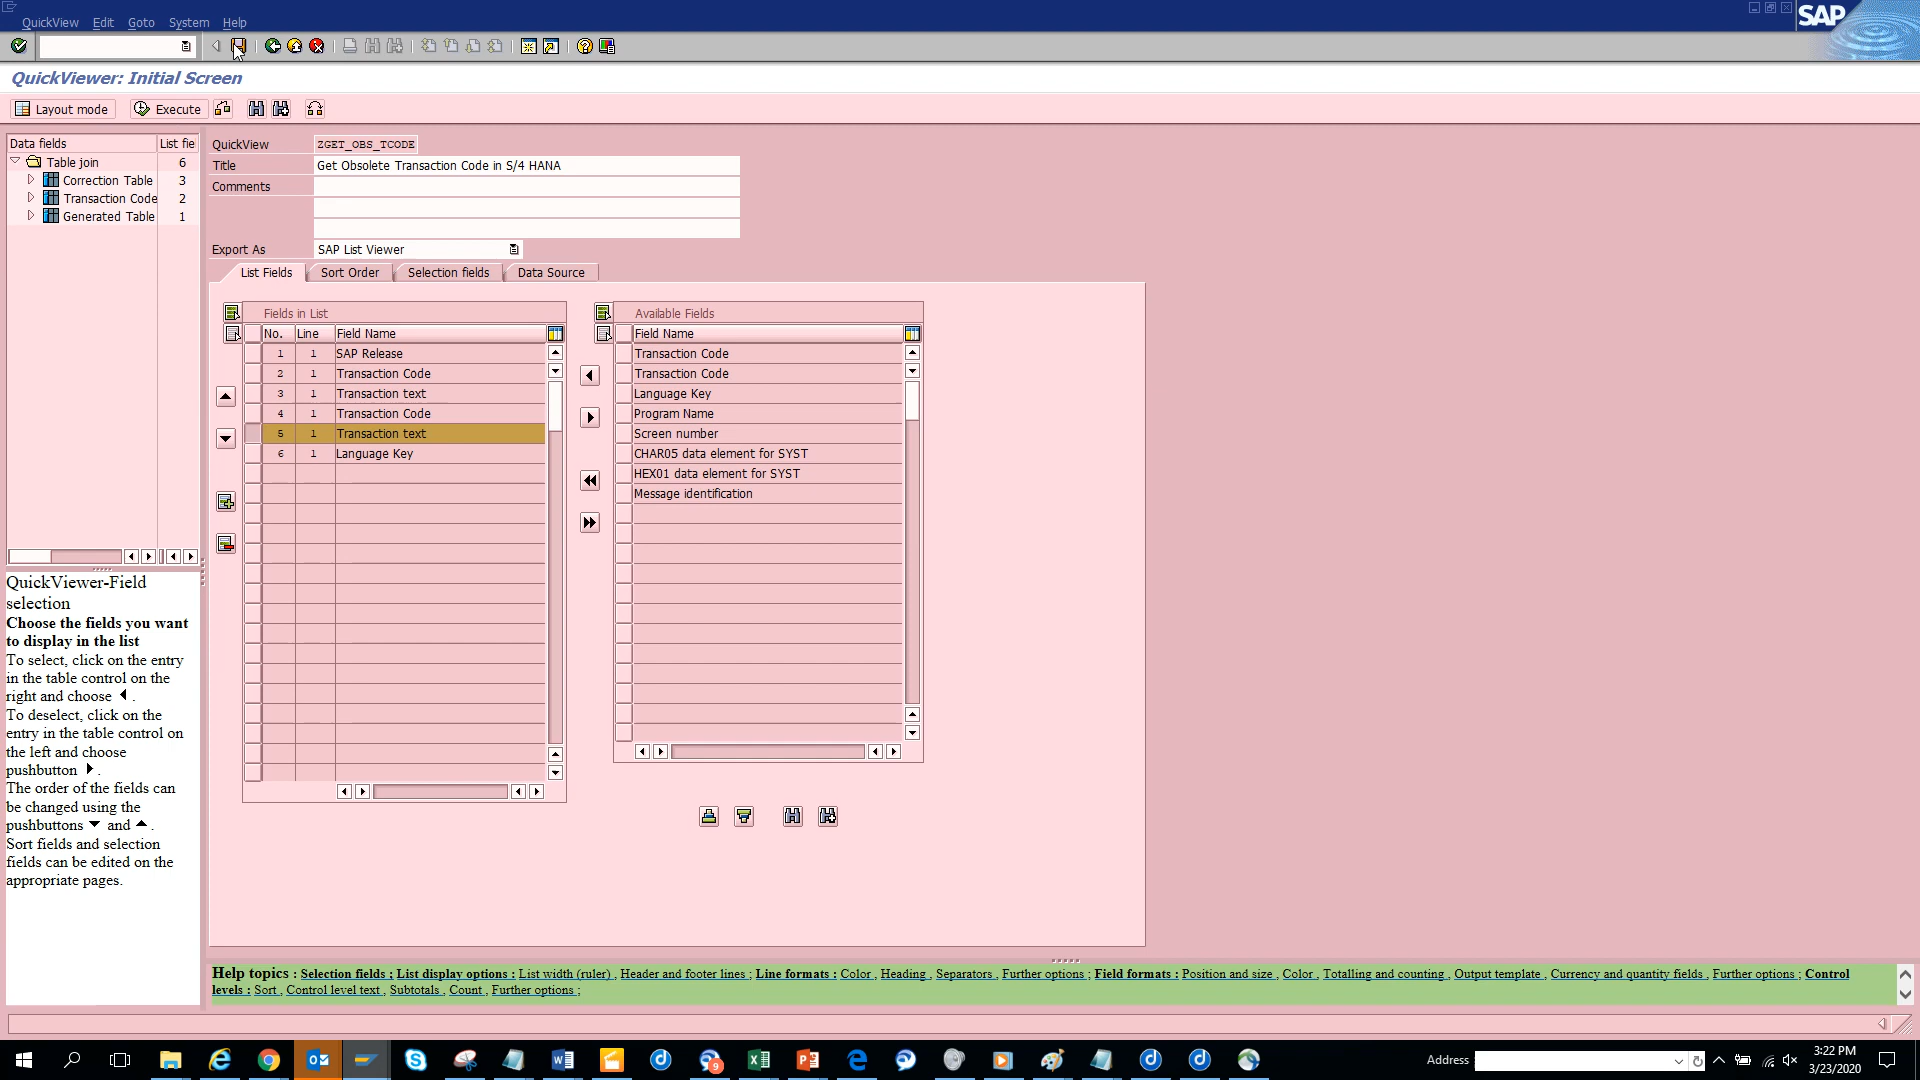 QuickView Edit Goto System Help
SAP
QuickViewer: Initial Screen
Layout mode Execute
Data fields List fie
Table join 6
Correction Table 3
Transaction Code 2
Generated Table 1
QuickView ZGET_OBS_TCODE
Title Get Obsolete Transaction Code in S/4 HANA
Comments
Export As SAP List Viewer
List Fields Sort Order Selection fields Data Source
Fields in List
No. Line Field Name
1 1 SAP Release
2 1 Transaction Code
3 1 Transaction text
4 1 Transaction Code
5 1 Transaction text
6 1 Language Key
Available Fields
Field Name
Transaction Code
Transaction Code
Language Key
Program Name
Screen number
CHAR05 data element for SYST
HEX01 data element for SYST
Message identification
QuickViewer-Field
selection
Choose the fields you want
to display in the list
To select, click on the entry
in the table control on the
right and choose .
To deselect, click on the
entry in the table control on
the left and choose
pushbutton .
The order of the fields can
be changed using the
pushbuttons and .
Sort fields and selection
fields can be edited on the
appropriate pages.
Help topics : Selection fields ; List display options : List width (ruler) , Header and footer lines ; Line formats : Color , Heading , Separators , Further options ; Field formats : Position and size , Color , Totalling and counting , Output template , Currency and quantity fields , Further options ; Control
levels : Sort , Control level text , Subtotals , Count , Further options ;
9
Address
3:22 PM
3/23/2020